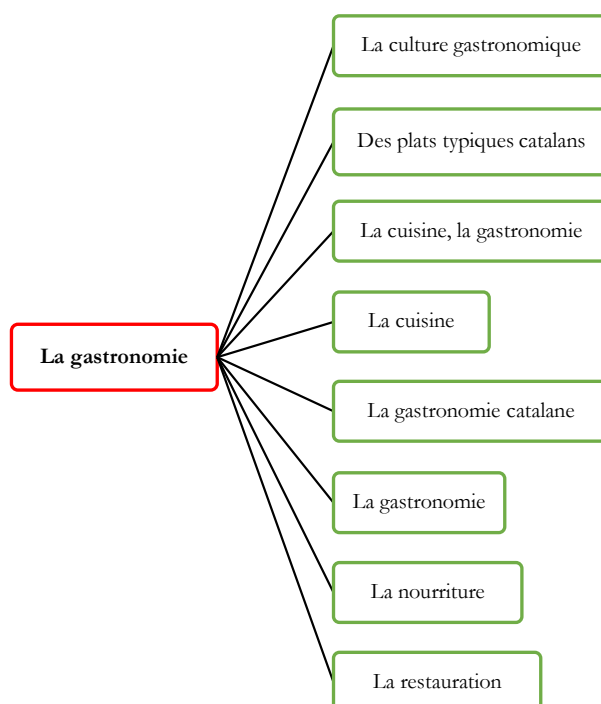 La culture gastronomique
Des plats typiques catalans
La cuisine, la gastronomie
La cuisine
La gastronomie
La gastronomie catalane
La gastronomie
La nourriture
La restauration